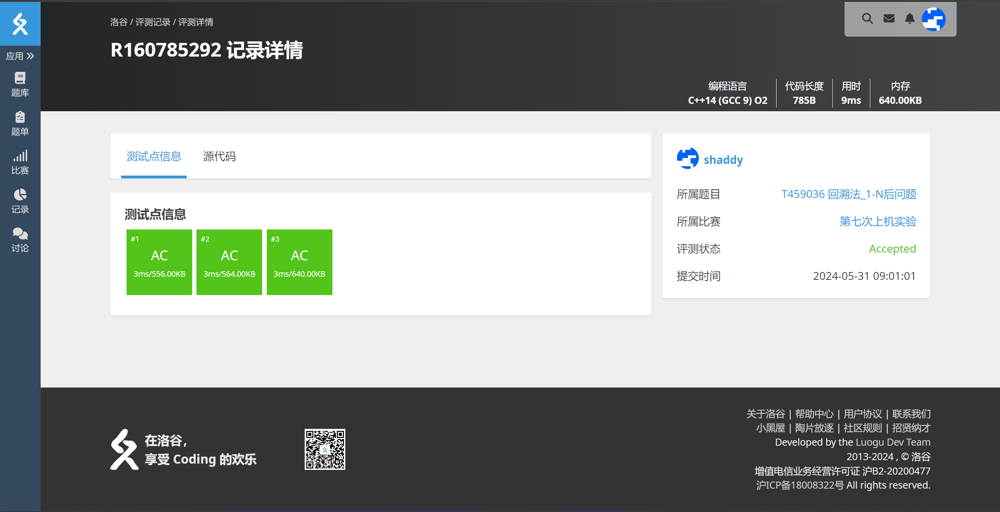 洛谷 / 评测记录 / 评测详情
R160785292 记录详情
编程语言
C++14 (GCC 9) O2
代码长度
785B
用时
9ms
内存
640.00KB
应用
题库
题单
比赛
记录
讨论
测试点信息 源代码
测试点信息
#1
AC
3ms/556.00KB
#2
AC
3ms/564.00KB
#3
AC
3ms/640.00KB
shaddy
所属题目 T459036 回溯法_1-N后问题
所属比赛 第七次上机实验
评测状态 Accepted
提交时间 2024-05-31 09:01:01
在洛谷，
享受 Coding 的欢乐
关于洛谷 | 帮助中心 | 用户协议 | 联系我们
小黑屋 | 陶片放逐 | 社区规则 | 招贤纳才
Developed by the Luogu Dev Team
2013-2024 , © 洛谷
增值电信业务经营许可证 沪B2-20200477
沪ICP备18008322号 All rights reserved.